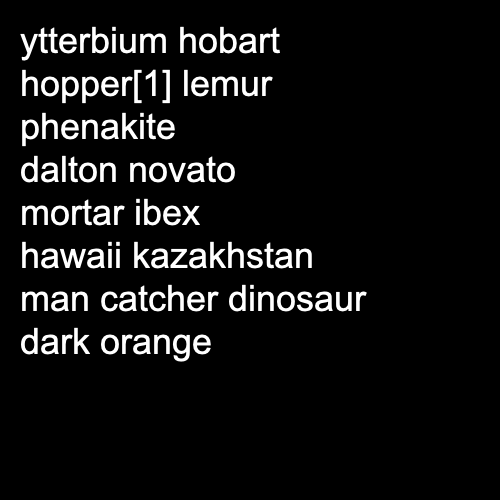 ytterbium hobart
hopper[1] lemur
phenakite
dalton novato
mortar ibex
hawaii kazakhstan
man catcher dinosaur
dark orange